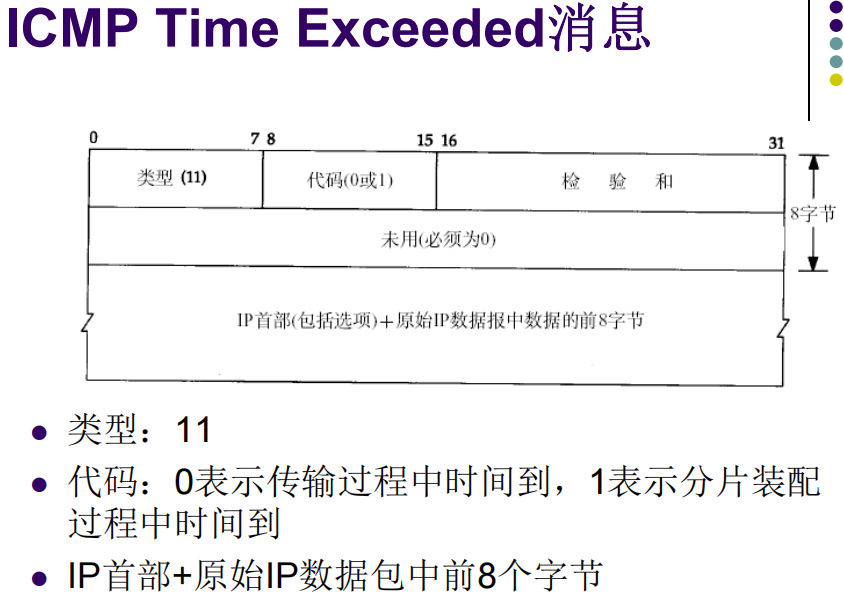 ICMP Time Exceeded消息
0 7 8 15 16 31
类型 (11) 代码(0或1) 检 验 和
8字节
未用(必须为0)
IP首部(包括选项)+原始IP数据报中数据的前8字节
类型：11
代码：0表示传输过程中时间到，1表示分片装配
过程中时间到
IP首部+原始IP数据包中前8个字节